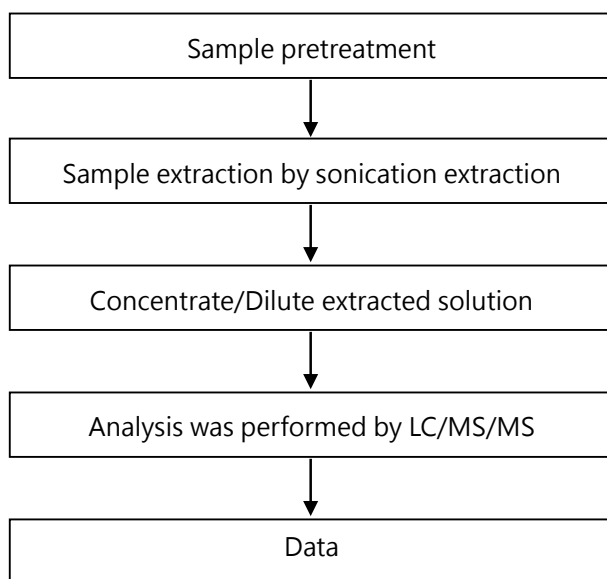 Sample pretreatment
Sample extraction by sonication extraction
Concentrate/Dilute extracted solution
Analysis was performed by LC/MS/MS
Data